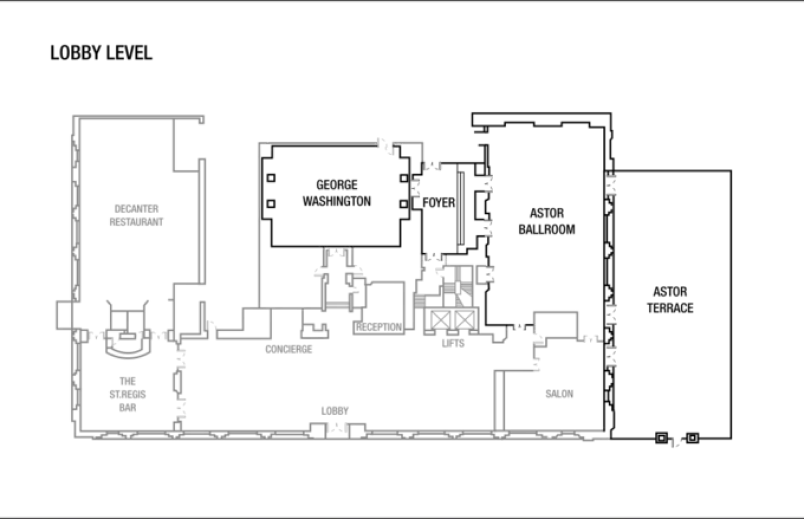 LOBBY LEVEL
GEORGE
WASHINGTON
FOYER
DECANTER
RESTAURANT
ASTOR
BALLROOM
ASTOR
TERRACE
RECEPTION
LIFTS
CONCIERGE
THE
ST.REGIS
BAR
SALON
LOBBY